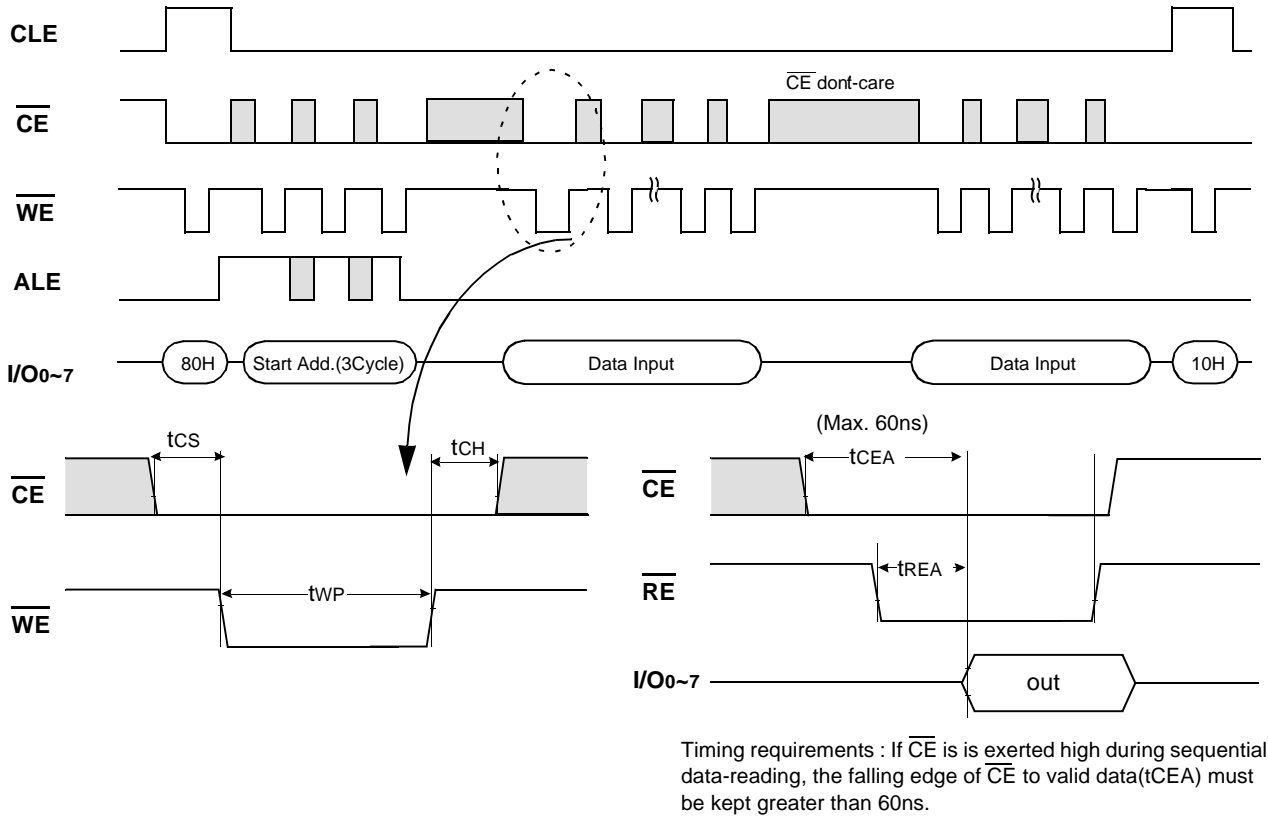 CLE
CE
CE don't-care
WE
ALE
I/O0~7
80H
Start Add.(3Cycle)
Data Input
Data Input
10H
tCS
tCH
CE
tWP
WE
(Max. 60ns)
tCEA
CE
tREA
RE
I/O0~7
out
Timing requirements : If CE is is exerted high during sequential
data-reading, the falling edge of CE to valid data(tCEA) must
be kept greater than 60ns.